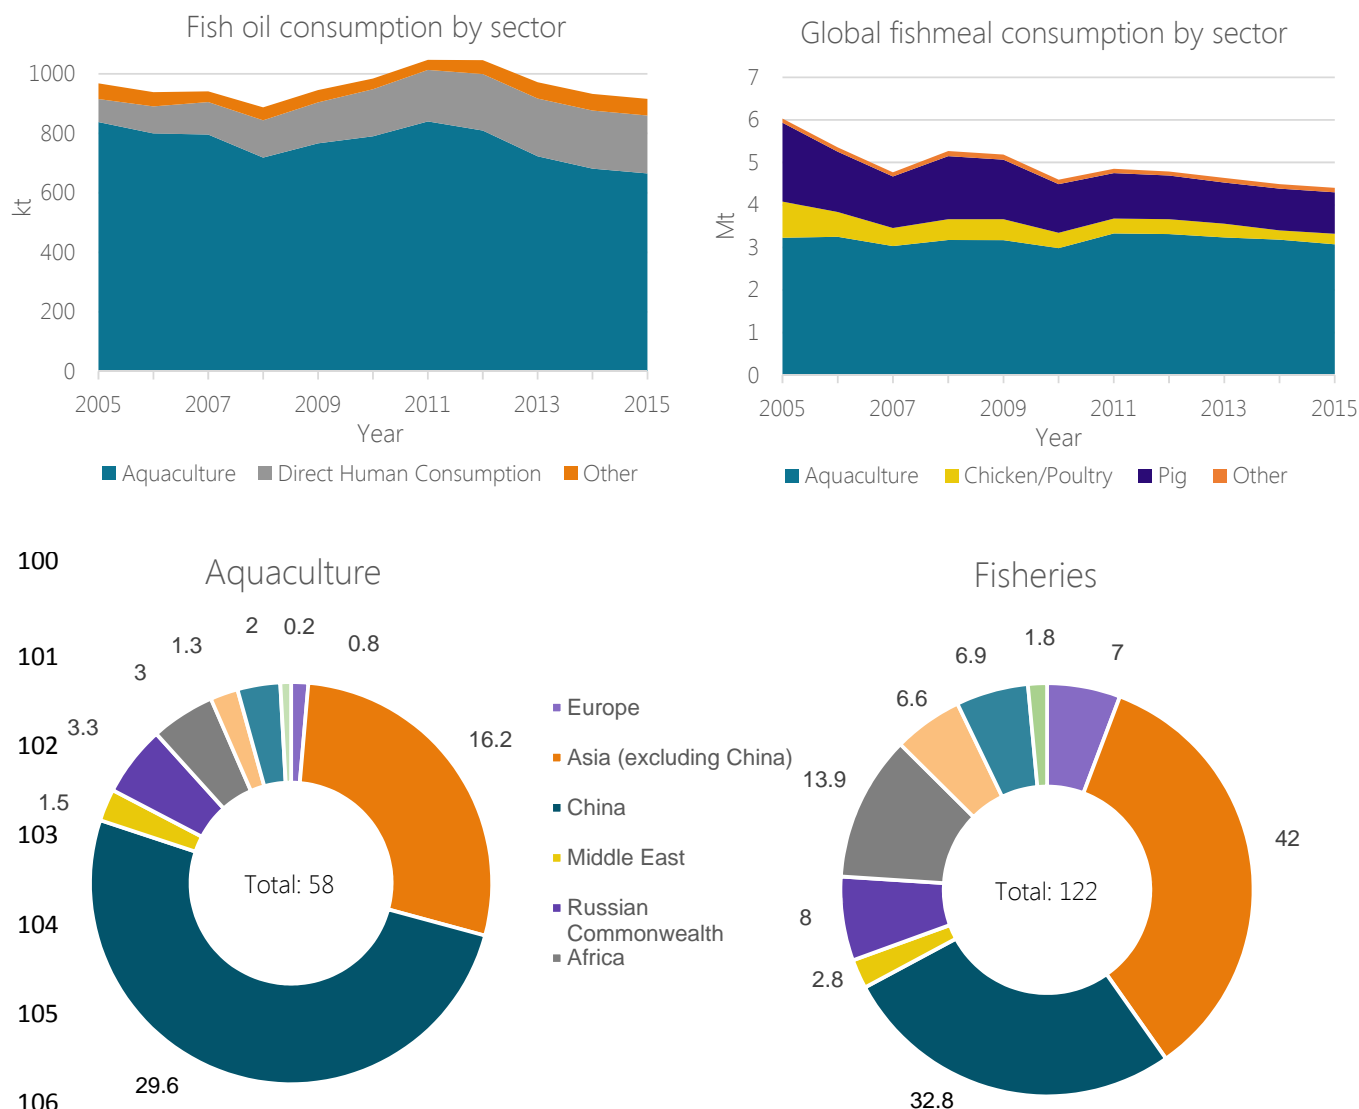 Fish oil consumption by sector
1000
800
600
400
200
0
kt
2005 2007 2009 2011 2013 2015
Year
Aquaculture Direct Human Consumption Other
Global fishmeal consumption by sector
7
6
5
4
3
2
1
0
Mt
2005 2007 2009 2011 2013 2015
Year
Aquaculture Chicken/Poultry Pig Other
100
101
102
103
104
105
106
Aquaculture
0.2
0.8
16.2
29.6
1.5
3.3
3
1.3
2
Total: 58
Europe
Asia (excluding China)
China
Middle East
Russian
Commonwealth
Africa
Fisheries
1.8
7
42
32.8
2.8
8
13.9
6.6
6.9
Total: 122